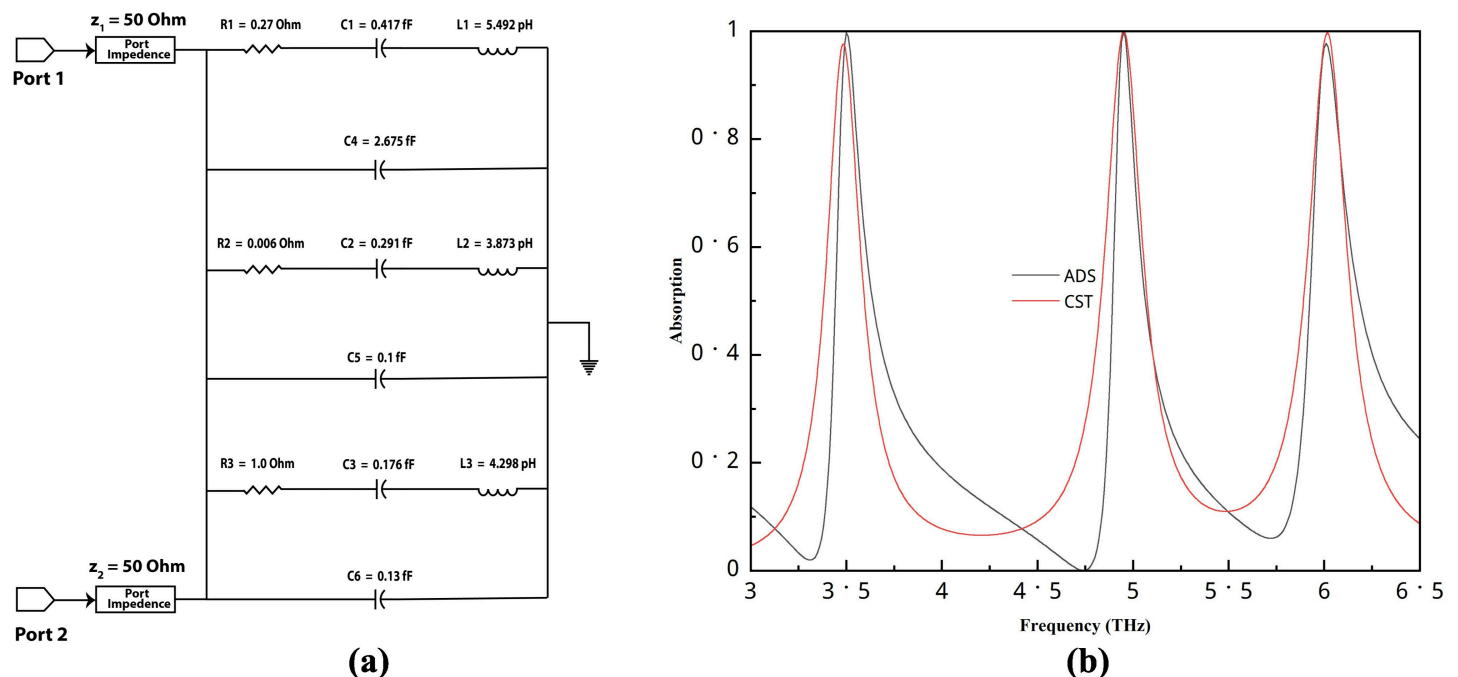 z1 = 50 Ohm
R1 = 0.27 Ohm
C1 = 0.417 fF
L1 = 5.492 pH
Port
Impedence
Port 1
C4 = 2.675 fF
R2 = 0.006 Ohm
C2 = 0.291 fF
L2 = 3.873 pH
C5 = 0.1 fF
R3 = 1.0 Ohm
C3 = 0.176 fF
L3 = 4.298 pH
z2 = 50 Ohm
C6 = 0.13 fF
Port
Impedence
Port 2
(a)
1
0·8
0·6
0·4
0·2
0
Absorption
ADS
CST
3 3·5 4 4·5 5 5·5 6 6·5
Frequency (THz)
(b)